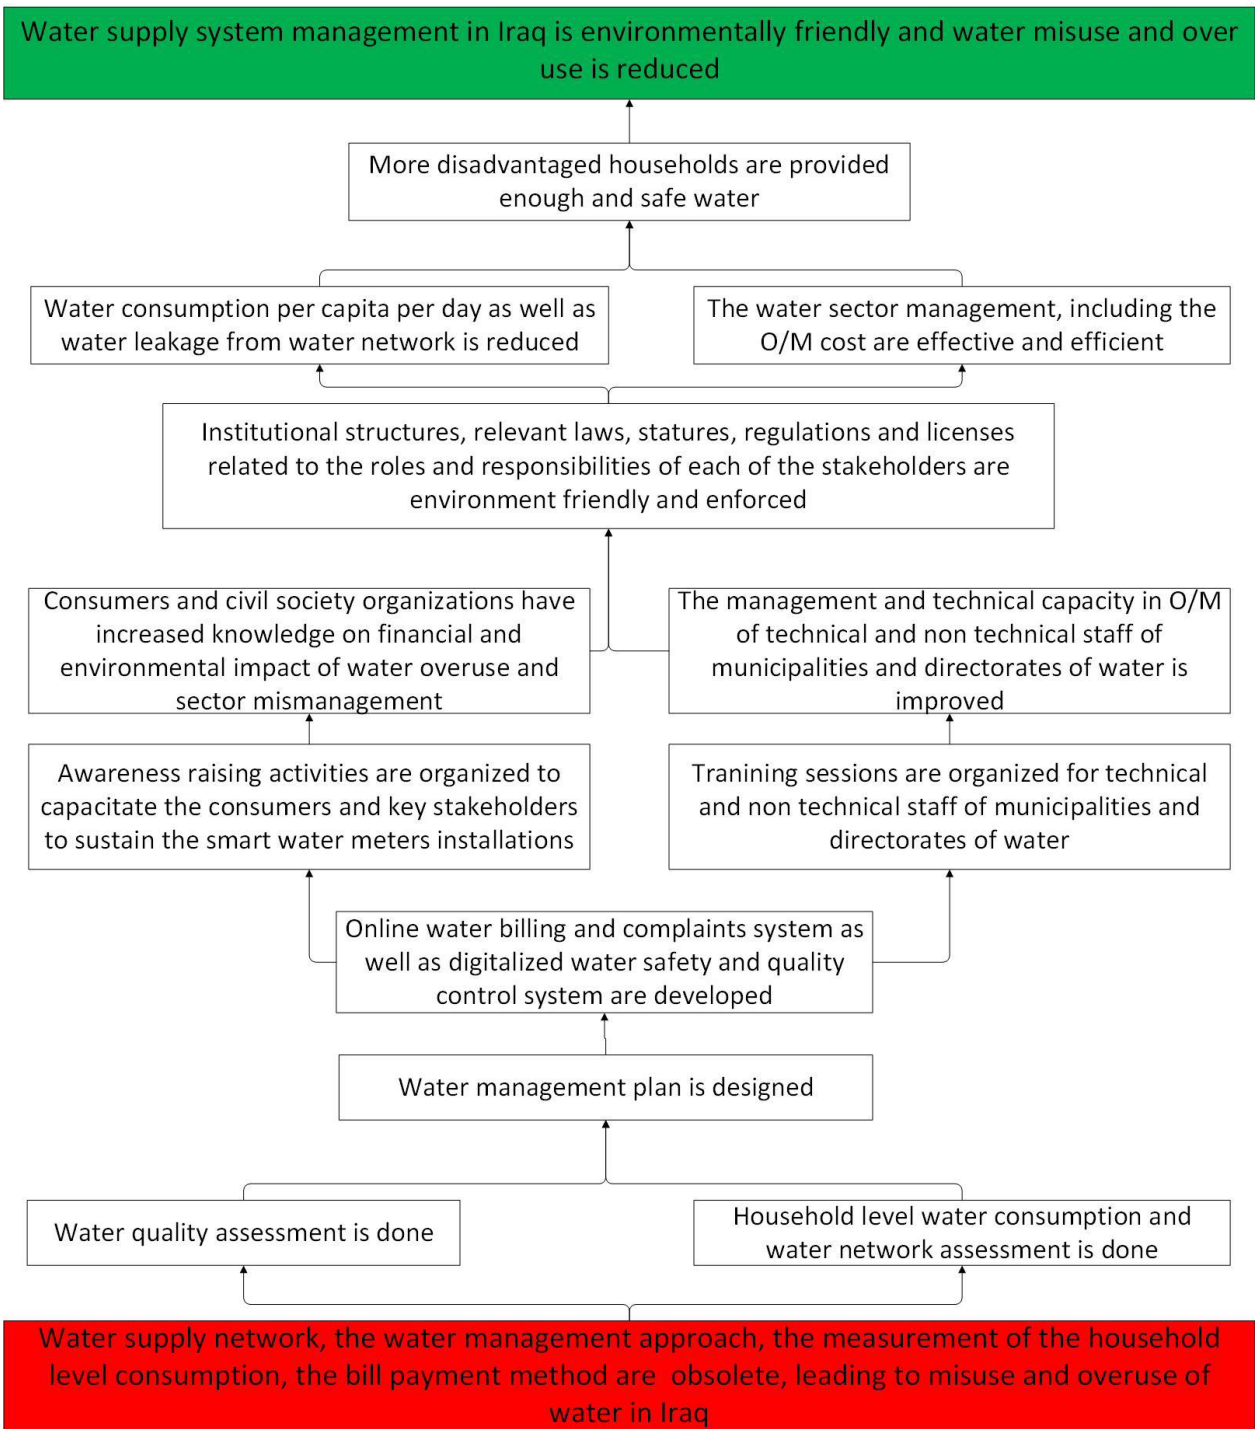 Water supply system management in Iraq is environmentally friendly and water misuse and over
use is reduced
More disadvantaged households are provided
enough and safe water
Water consumption per capita per day as well as
water leakage from water network is reduced
The water sector management, including the
O/M cost are effective and efficient
Institutional structures, relevant laws, statures, regulations and licenses
related to the roles and responsibilities of each of the stakeholders are
environment friendly and enforced
Consumers and civil society organizations have
increased knowledge on financial and
environmental impact of water overuse and
sector mismanagement
The management and technical capacity in O/M
of technical and non technical staff of
municipalities and directorates of water is
improved
Awareness raising activities are organized to
capacitate the consumers and key stakeholders
to sustain the smart water meters installations
Tranining sessions are organized for technical
and non technical staff of municipalities and
directorates of water
Online water billing and complaints system as
well as digitalized water safety and quality
control system are developed
Water management plan is designed
Water quality assessment is done
Household level water consumption and
water network assessment is done
Water supply network, the water management approach, the measurement of the household
level consumption, the bill payment method are  obsolete, leading to misuse and overuse of
water in Iraq